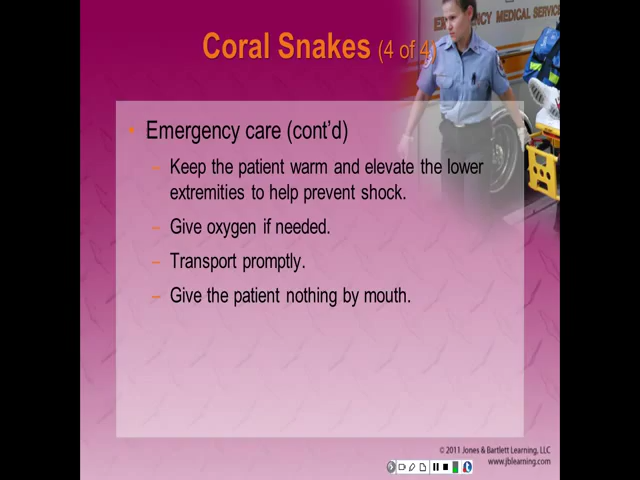 EMERGENCY MEDICAL SERVICE
Coral Snakes (4 of 4)
• Emergency care (cont'd)
– Keep the patient warm and elevate the lower
extremities to help prevent shock.
– Give oxygen if needed.
– Transport promptly.
– Give the patient nothing by mouth.
© 2011 Jones & Bartlett Learning, LLC
www.jblearning.com